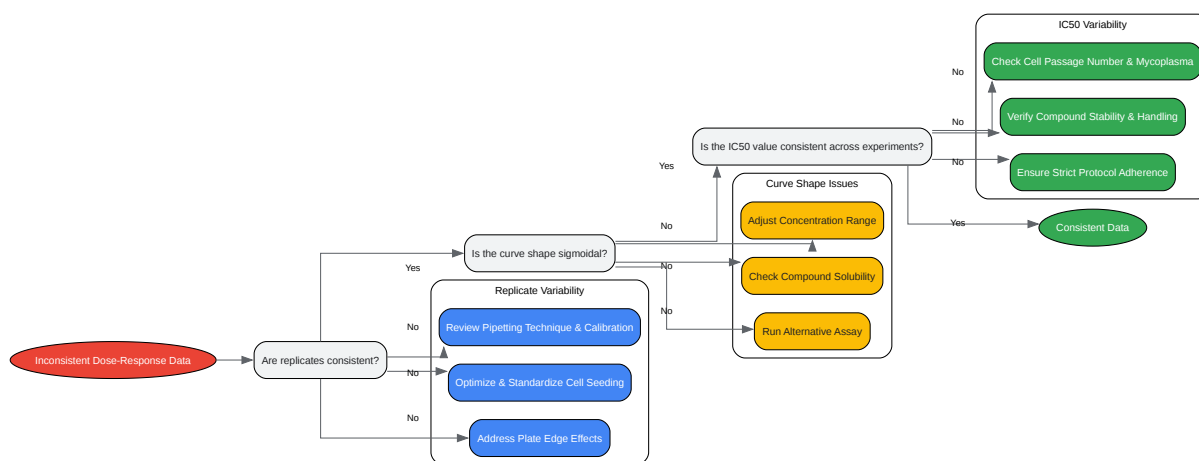 IC50 Variability
Check Cell Passage Number & Mycoplasma
No
Verify Compound Stability & Handling
No
Is the IC50 value consistent across experiments?
No
Ensure Strict Protocol Adherence
Yes
Curve Shape Issues
Adjust Concentration Range
No
Yes
Consistent Data
Is the curve shape sigmoidal?
Yes
No
Check Compound Solubility
Replicate Variability
No
Run Alternative Assay
No
Review Pipetting Technique & Calibration
Inconsistent Dose-Response Data
Are replicates consistent?
No
Optimize & Standardize Cell Seeding
No
Address Plate Edge Effects